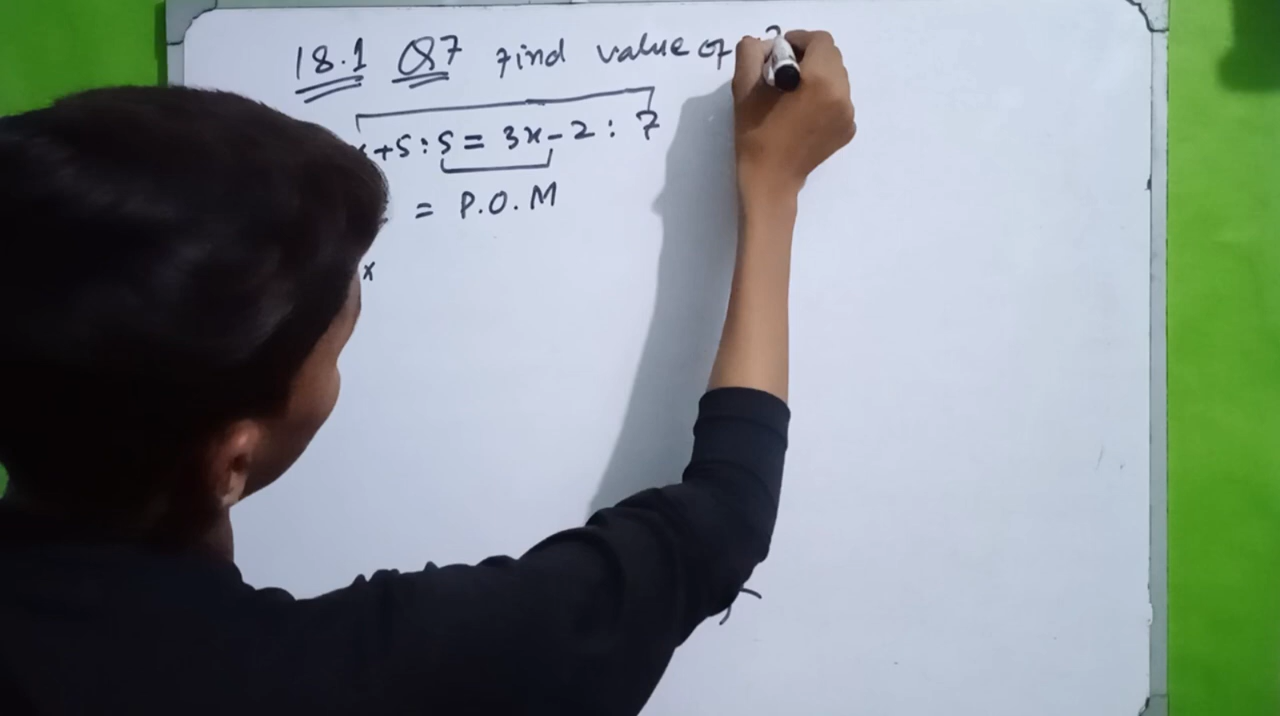 18.1 Q7 Find value of
x+5:5 = 3x-2 : 7
= P.O.M
x